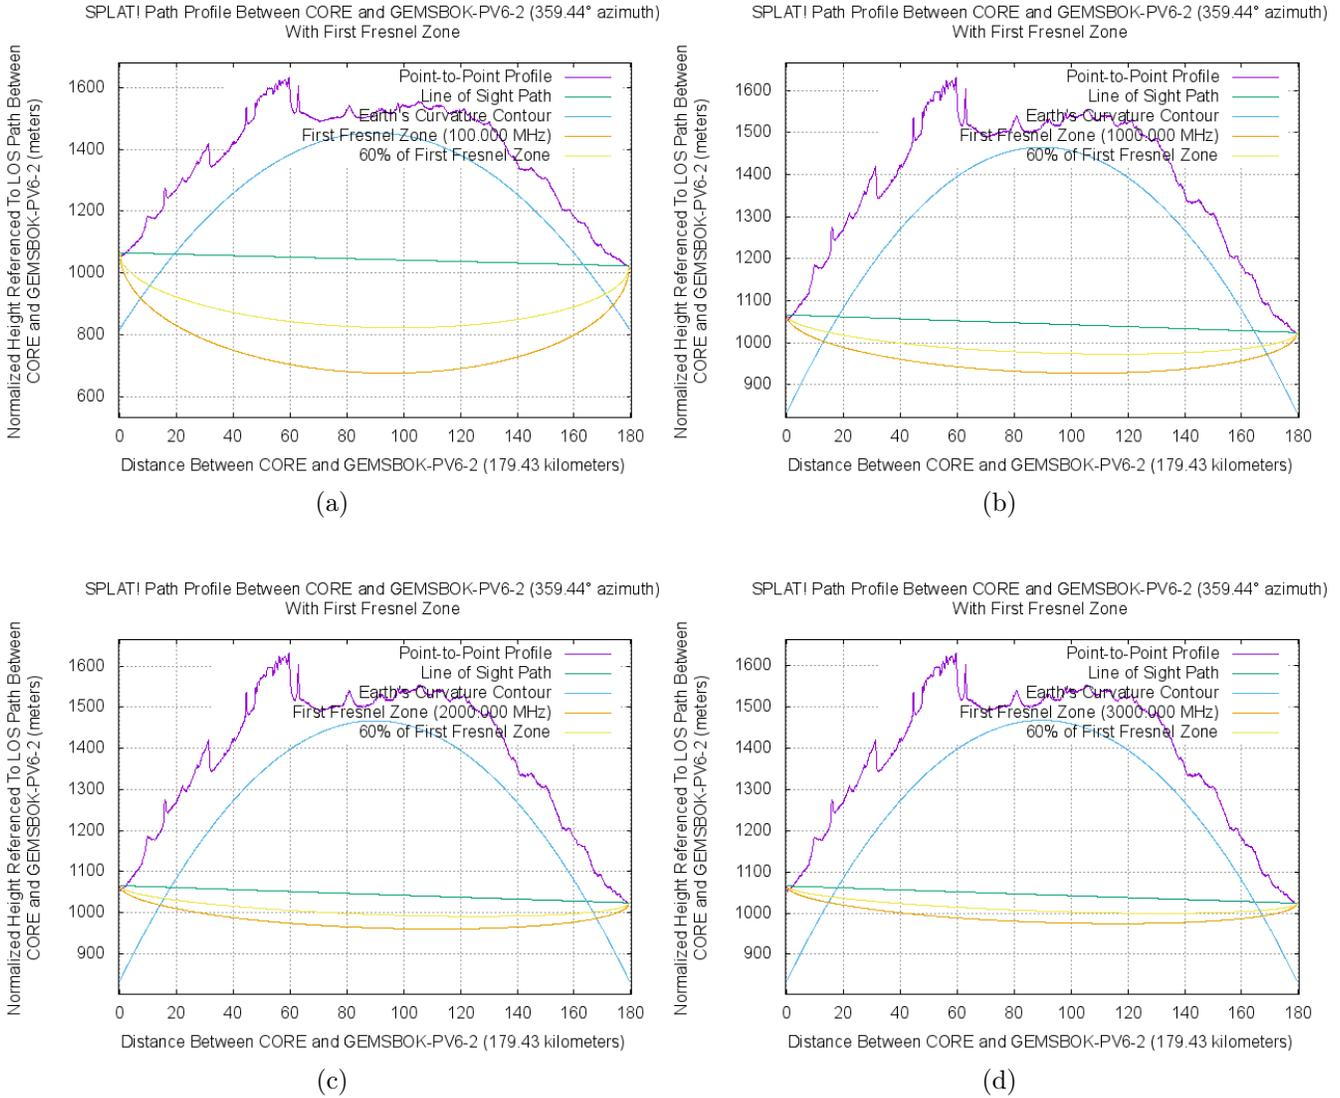 SPLAT! Path Profile Between CORE and GEMSBOK-PV6-2 (359.44° azimuth)
With First Fresnel Zone
Normalized Height Referenced To LOS Path Between
CORE and GEMSBOK-PV6-2 (meters)
1600
1400
1200
1000
800
600
Point-to-Point Profile
Line of Sight Path
Earth's Curvature Contour
First Fresnel Zone (100.000 MHz)
60% of First Fresnel Zone
0 20 40 60 80 100 120 140 160 180
Distance Between CORE and GEMSBOK-PV6-2 (179.43 kilometers)
(a)
SPLAT! Path Profile Between CORE and GEMSBOK-PV6-2 (359.44° azimuth)
With First Fresnel Zone
Normalized Height Referenced To LOS Path Between
CORE and GEMSBOK-PV6-2 (meters)
1600
1500
1400
1300
1200
1100
1000
900
Point-to-Point Profile
Line of Sight Path
Earth's Curvature Contour
First Fresnel Zone (1000.000 MHz)
60% of First Fresnel Zone
0 20 40 60 80 100 120 140 160 180
Distance Between CORE and GEMSBOK-PV6-2 (179.43 kilometers)
(b)
SPLAT! Path Profile Between CORE and GEMSBOK-PV6-2 (359.44° azimuth)
With First Fresnel Zone
Normalized Height Referenced To LOS Path Between
CORE and GEMSBOK-PV6-2 (meters)
1600
1500
1400
1300
1200
1100
1000
900
Point-to-Point Profile
Line of Sight Path
Earth's Curvature Contour
First Fresnel Zone (2000.000 MHz)
60% of First Fresnel Zone
0 20 40 60 80 100 120 140 160 180
Distance Between CORE and GEMSBOK-PV6-2 (179.43 kilometers)
(c)
SPLAT! Path Profile Between CORE and GEMSBOK-PV6-2 (359.44° azimuth)
With First Fresnel Zone
Normalized Height Referenced To LOS Path Between
CORE and GEMSBOK-PV6-2 (meters)
1600
1500
1400
1300
1200
1100
1000
900
Point-to-Point Profile
Line of Sight Path
Earth's Curvature Contour
First Fresnel Zone (3000.000 MHz)
60% of First Fresnel Zone
0 20 40 60 80 100 120 140 160 180
Distance Between CORE and GEMSBOK-PV6-2 (179.43 kilometers)
(d)